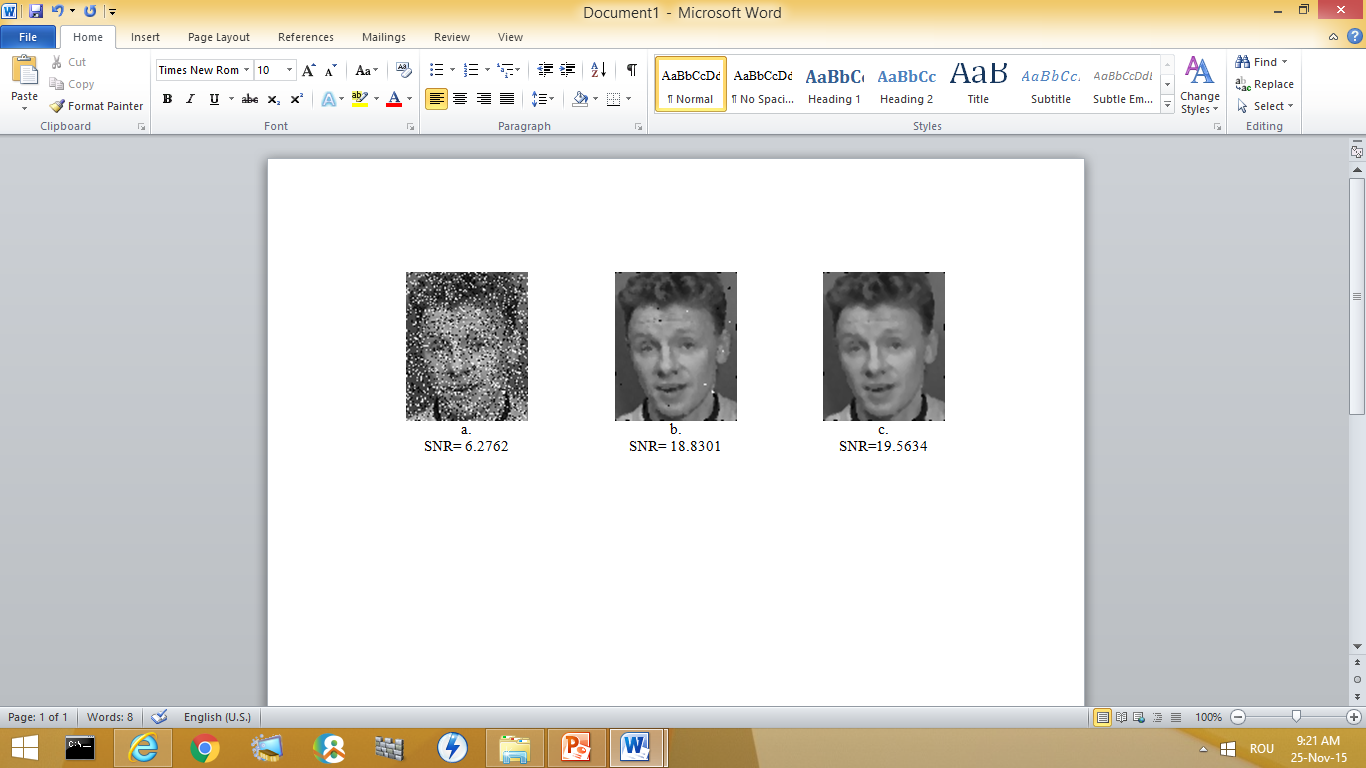 Document1 - Microsoft Word
File Home Insert Page Layout References Mailings Review View
Paste
Cut
Copy
Format Painter
Clipboard
Times New Rom 10
Font
Paragraph
AaBbCcDd AaBbCcDd AaBbC AaBbCc AaB AaBbCc. AaBbCcDdE
¶ Normal ¶ No Spaci... Heading 1 Heading 2 Title Subtitle Subtle Em...
Change Styles
Styles
Find
Replace
Select
Editing
a. b. c.
SNR= 6.2762 SNR= 18.8301 SNR=19.5634
Page: 1 of 1 Words: 8 English (U.S.) 100%
ROU 9:21 AM
25-Nov-15